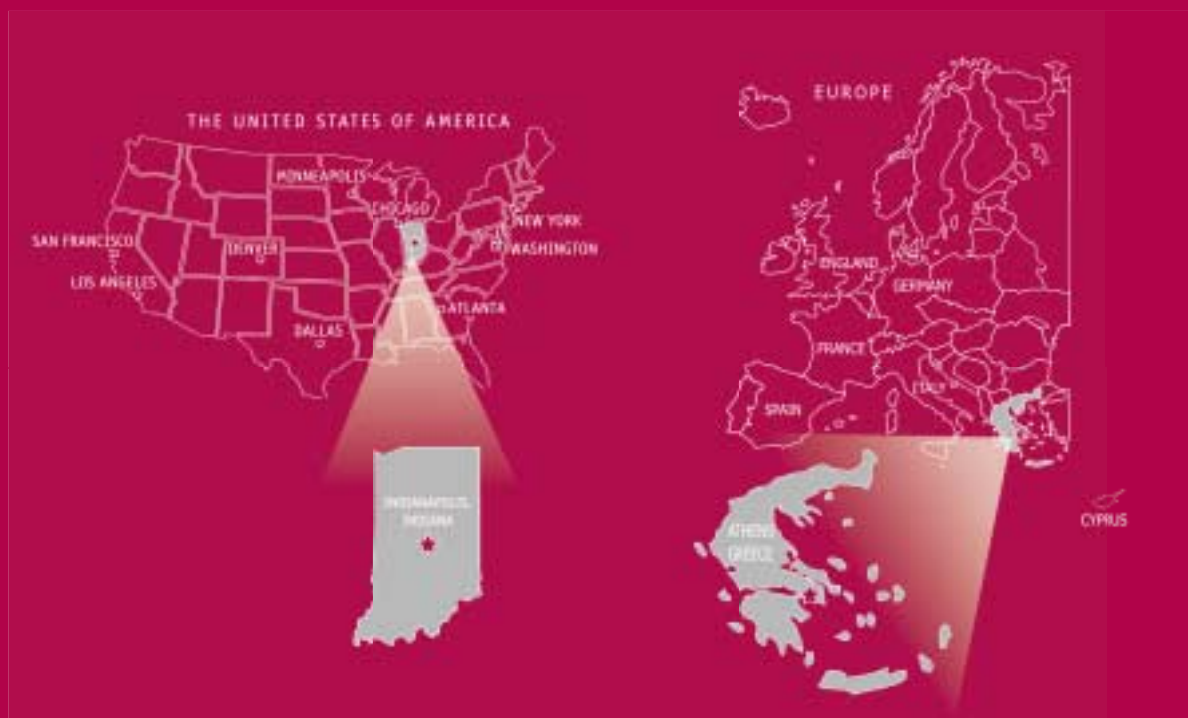 THE UNITED STATES OF AMERICA
MINNEAPOLIS
CHICAGO
NEW YORK
SAN FRANCISCO
DENVER
WASHINGTON
LOS ANGELES
ATLANTA
DALLAS
INDIANAPOLIS,
INDIANA
EUROPE
ENGLAND
GERMANY
FRANCE
ITALY
SPAIN
CYPRUS
ATHENS
GREECE